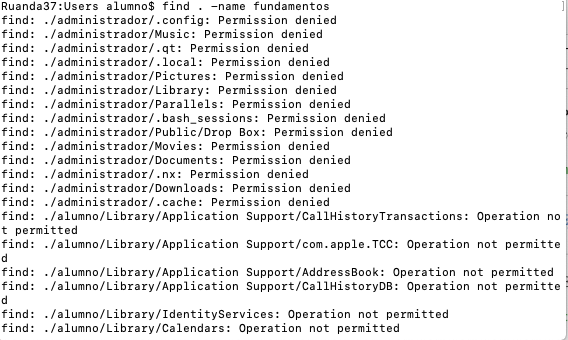 Ruanda37:Users alumno$ find . -name fundamentos
find: ./administrador/.config: Permission denied
find: ./administrador/Music: Permission denied
find: ./administrador/.qt: Permission denied
find: ./administrador/.local: Permission denied
find: ./administrador/Pictures: Permission denied
find: ./administrador/Library: Permission denied
find: ./administrador/Parallels: Permission denied
find: ./administrador/.bash_sessions: Permission denied
find: ./administrador/Public/Drop Box: Permission denied
find: ./administrador/Movies: Permission denied
find: ./administrador/Documents: Permission denied
find: ./administrador/.nx: Permission denied
find: ./administrador/Downloads: Permission denied
find: ./administrador/.cache: Permission denied
find: ./alumno/Library/Application Support/CallHistoryTransactions: Operation no
t permitted
find: ./alumno/Library/Application Support/com.apple.TCC: Operation not permitte
d
find: ./alumno/Library/Application Support/AddressBook: Operation not permitted
find: ./alumno/Library/Application Support/CallHistoryDB: Operation not permitte
d
find: ./alumno/Library/IdentityServices: Operation not permitted
find: ./alumno/Library/Calendars: Operation not permitted